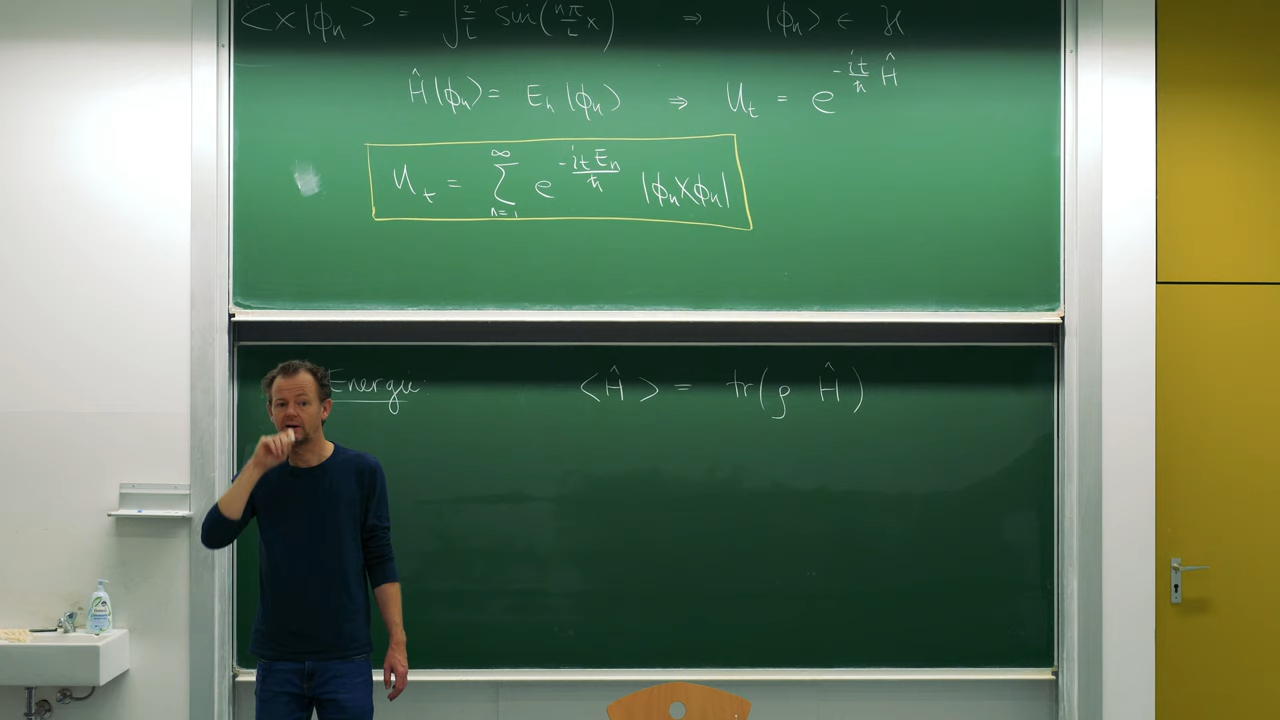 <x|ϕn> = √(2/L) sin(nπ/L x) ⇒ |ϕn> ∈ ℋ
Ĥ|ϕn> = En |ϕn> ⇒ Ut = e^(-it/ħ Ĥ)
Ut = ∑_{n=1}^{∞} e^(-itEn/ħ) |ϕn><ϕn|
Energie: <Ĥ> = tr(ρ Ĥ)